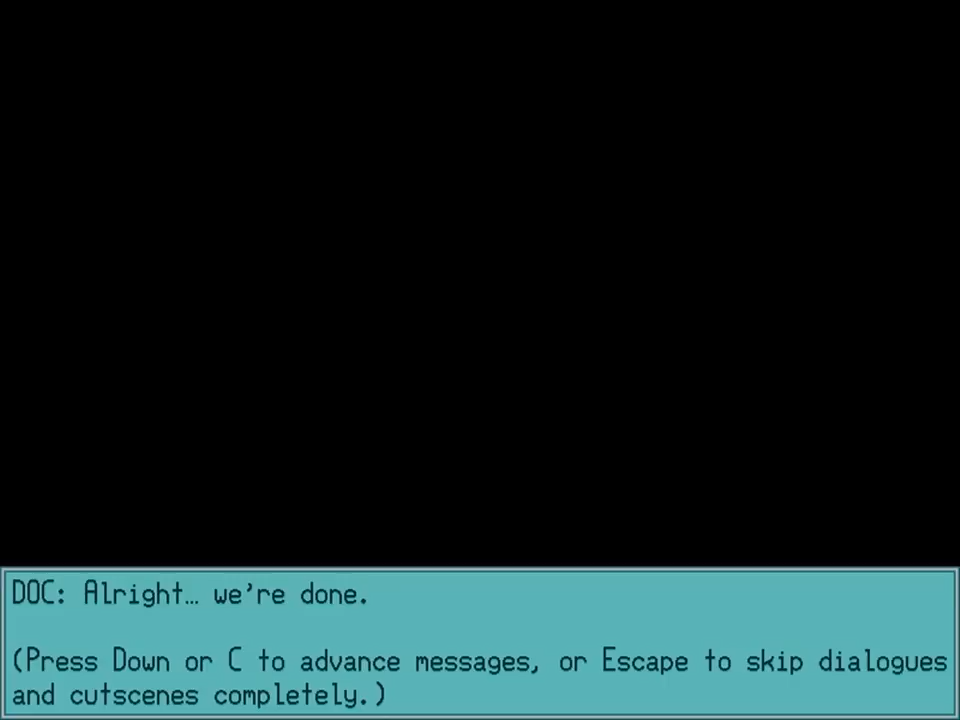 DOC: Alright… we’re done.
(Press Down or C to advance messages, or Escape to skip dialogues
and cutscenes completely.)